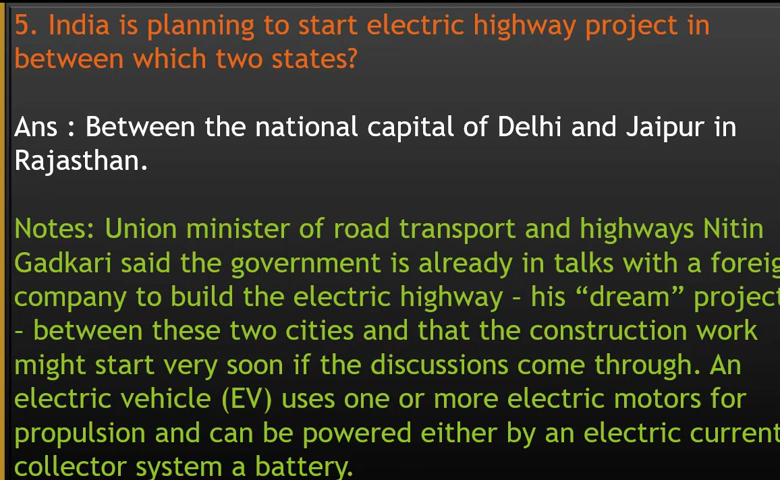 5. India is planning to start electric highway project in
between which two states?
Ans : Between the national capital of Delhi and Jaipur in
Rajasthan.
Notes: Union minister of road transport and highways Nitin
Gadkari said the government is already in talks with a foreig
company to build the electric highway – his “dream” project
– between these two cities and that the construction work
might start very soon if the discussions come through. An
electric vehicle (EV) uses one or more electric motors for
propulsion and can be powered either by an electric current
collector system a battery.